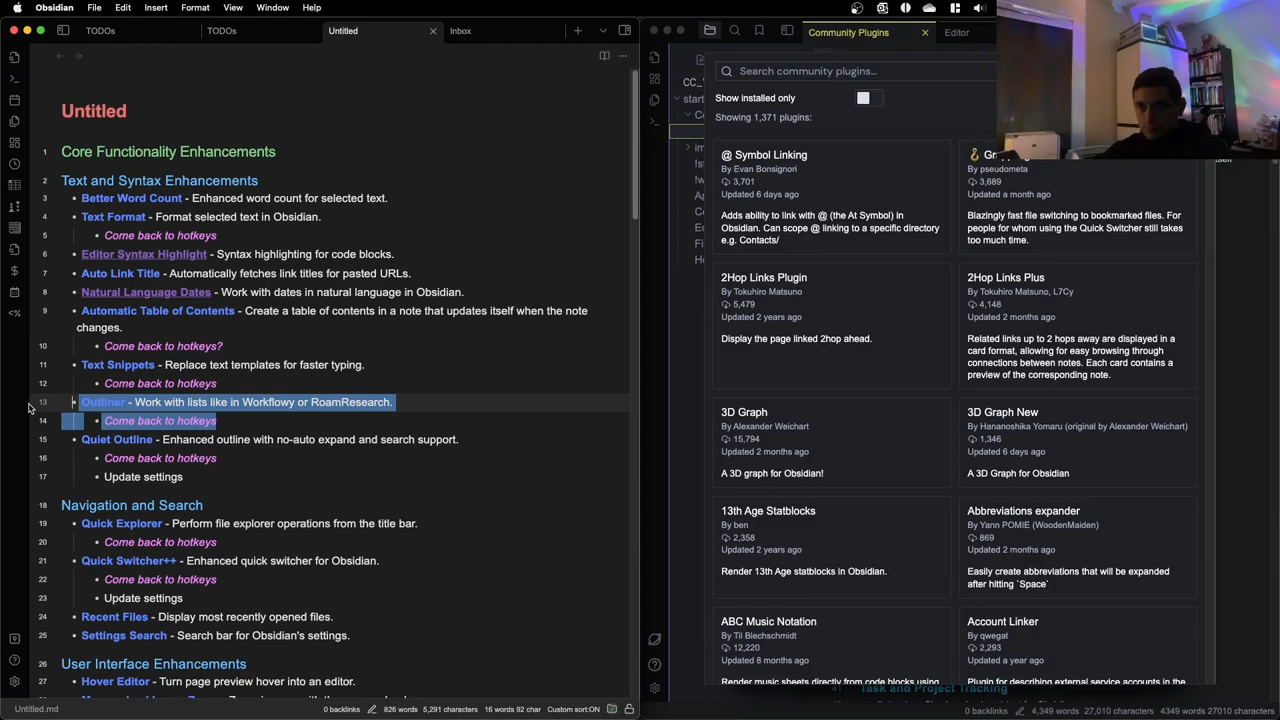 Obsidian File Edit Insert Format View Window Help
TODOs TODOs Untitled Inbox
Untitled
1 Core Functionality Enhancements
2 Text and Syntax Enhancements
3 • Better Word Count - Enhanced word count for selected text.
4 • Text Format - Format selected text in Obsidian.
5 • Come back to hotkeys
6 • Editor Syntax Highlight - Syntax highlighting for code blocks.
7 • Auto Link Title - Automatically fetches link titles for pasted URLs.
8 • Natural Language Dates - Work with dates in natural language in Obsidian.
9 • Automatic Table of Contents - Create a table of contents in a note that updates itself when the note
changes.
10 • Come back to hotkeys?
11 • Text Snippets - Replace text templates for faster typing.
12 • Come back to hotkeys
13 • Outliner - Work with lists like in Workflowy or RoamResearch.
14 • Come back to hotkeys
15 • Quiet Outline - Enhanced outline with no-auto expand and search support.
16 • Come back to hotkeys
17 • Update settings
18 Navigation and Search
19 • Quick Explorer - Perform file explorer operations from the title bar.
20 • Come back to hotkeys
21 • Quick Switcher++ - Enhanced quick switcher for Obsidian.
22 • Come back to hotkeys
23 • Update settings
24 • Recent Files - Display most recently opened files.
25 • Settings Search - Search bar for Obsidian's settings.
26 User Interface Enhancements
27 • Hover Editor - Turn page preview hover into an editor.
Untitled.md 0 backlinks 826 words 5,291 characters Custom sort:ON
Community Plugins Editor
Search community plugins...
Show installed only
Showing 1,371 plugins:
@ Symbol Linking
By Evan Bonsignori
3,701
Updated 6 days ago
Adds ability to link with @ (the At Symbol) in
Obsidian. Can scope @ linking to a specific directory
e.g. Contacts/
By pseudometa
3,689
Updated a month ago
Blazingly fast file switching to bookmarked files. For
people for whom using the Quick Switcher still takes
too much time.
2Hop Links Plugin
By Tokuhiro Matsuno
5,479
Updated 2 years ago
Display the page linked 2hop ahead.
2Hop Links Plus
By Tokuhiro Matsuno, L7Cy
4,148
Updated 2 months ago
Related links up to 2 hops away are displayed in a
card format, allowing for easy browsing through
connections between notes. Each card contains a
preview of the corresponding note.
3D Graph
By Alexander Weichart
15,794
Updated 2 months ago
A 3D graph for Obsidian!
3D Graph New
By Hananoshika Yomaru (original by Alexander Weichart)
1,346
Updated 6 days ago
A 3D Graph for Obsidian
13th Age Statblocks
By ben
2,358
Updated 2 years ago
Render 13th Age statblocks in Obsidian.
Abbreviations expander
By Yann POMIE (WoodenMaiden)
869
Updated 2 months ago
Easily create abbreviations that will be expanded
after hitting `Space`
ABC Music Notation
By Til Blechschmidt
12,220
Updated 8 months ago
Render music sheets directly from code blocks using
Account Linker
By qwegat
2,293
Updated a year ago
Plugin for describing external service accounts in the
41 Task and Project Tracking
0 backlinks 4,349 words 27,010 characters 4349 words 27010 characters